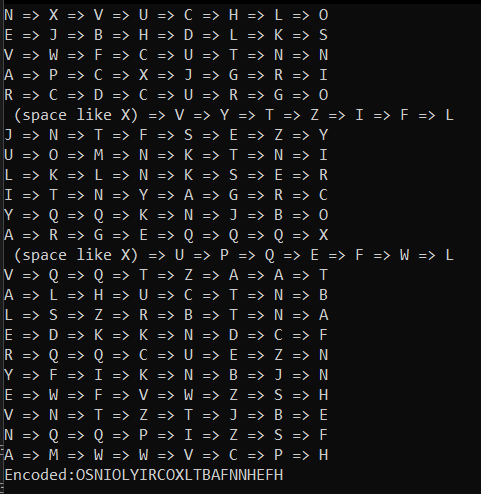 N => X => V => U => C => H => L => O
E => J => B => H => D => L => K => S
V => W => F => C => U => T => N => N
A => P => C => X => J => G => R => I
R => C => D => C => U => R => G => O
(space like X) => V => Y => T => Z => I => F => L
J => N => T => F => S => E => Z => Y
U => O => M => N => K => T => N => I
L => K => L => N => K => S => E => R
I => T => N => Y => A => G => R => C
Y => Q => Q => K => N => J => B => O
A => R => G => E => Q => Q => Q => X
(space like X) => U => P => Q => E => F => W => L
V => Q => Q => T => Z => A => A => T
A => L => H => U => C => T => N => B
L => S => Z => R => B => T => N => A
E => D => K => K => N => D => C => F
R => Q => Q => C => U => E => Z => N
Y => F => I => K => N => B => J => N
E => W => F => V => W => Z => S => H
V => N => T => Z => T => J => B => E
N => Q => Q => P => I => Z => S => F
A => M => W => W => V => C => P => H
Encoded:OSNIOLYIRCOXLTBAFNNHEFH